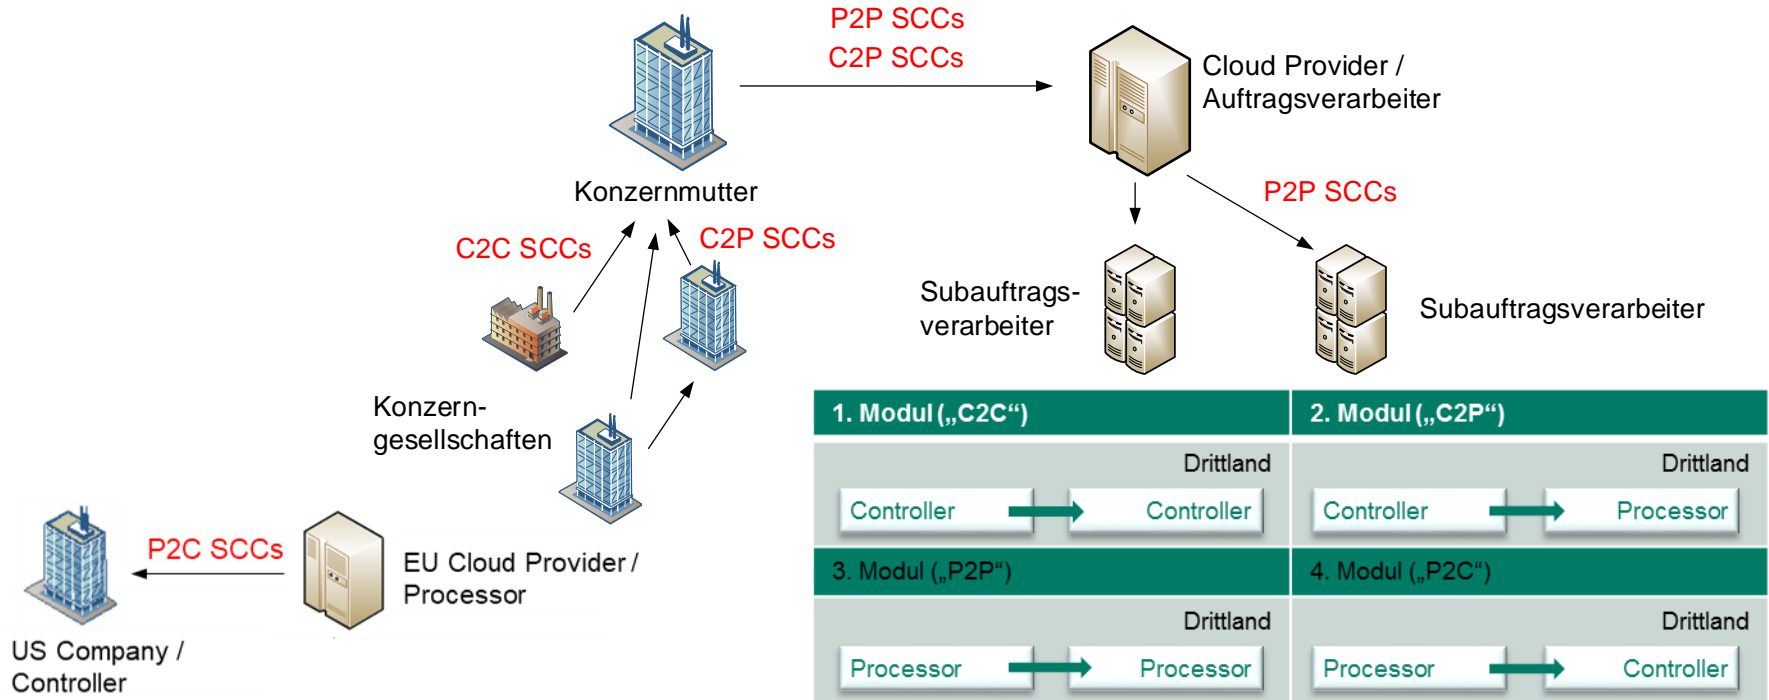 P2P SCCs
C2P SCCs
Cloud Provider /
Auftragsverarbeiter
Konzernmutter
P2P SCCs
C2C SCCs
C2P SCCs
Subauftrags-
verarbeiter
Subauftragsverarbeiter
Konzern-
gesellschaften
P2C SCCs
EU Cloud Provider /
Processor
US Company /
Controller
1. Modul („C2C“)
2. Modul („C2P“)
Drittland
Drittland
Controller
Controller
Controller
Processor
3. Modul („P2P“)
4. Modul („P2C“)
Drittland
Drittland
Processor
Processor
Processor
Controller